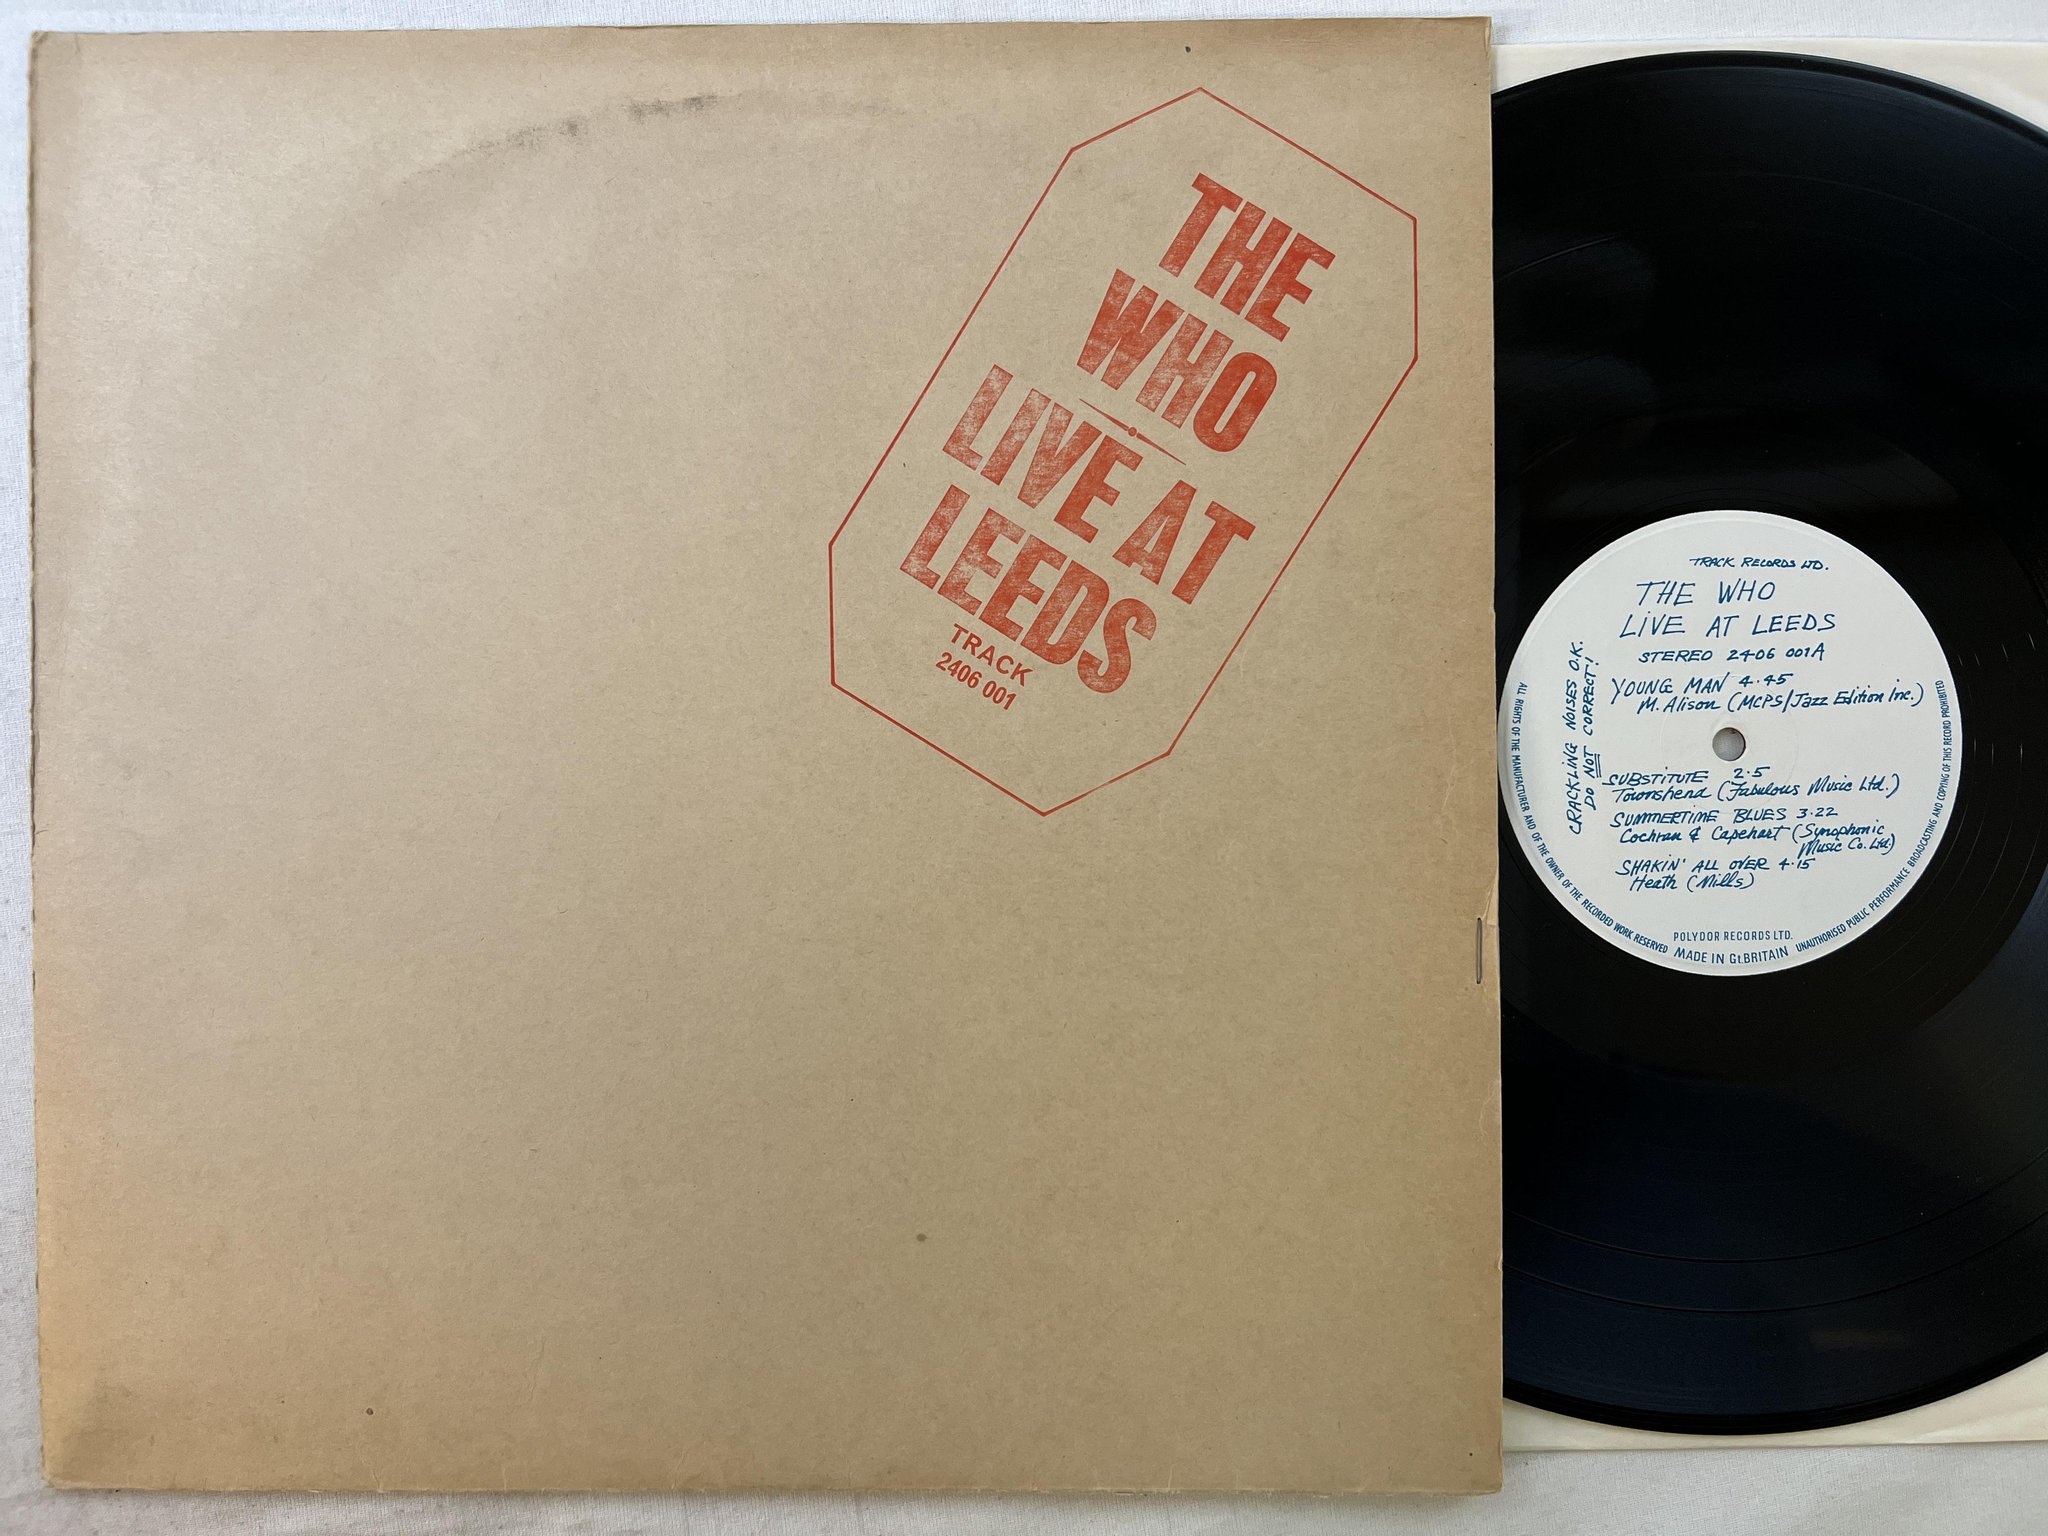 THE
WHO
LIVE AT
LEEDS
TRACK
2406 001
TRACK RECORDS LTD.
THE WHO
LIVE AT LEEDS
STEREO 2406 001A
YOUNG MAN 4.45
M. Alison (MCPS/Jazz Edition Inc.)
SUBSTITUTE 2.5
Townshend (Fabulous Music Ltd.)
SUMMERTIME BLUES 3.22
Cochran & Capehart (Synophonic
Music Co. Ltd.)
SHAKIN' ALL OVER 4.15
Heath (Mills)
CRACKLING NOISES O.K.
DO NOT CORRECT!
POLYDOR RECORDS LTD.
ALL RIGHTS OF THE MANUFACTURER AND OF THE OWNER OF THE RECORDED WORK RESERVED MADE IN Gt.BRITAIN UNAUTHORISED PUBLIC PERFORMANCE BROADCASTING AND COPYING OF THIS RECORD PROHIBITED